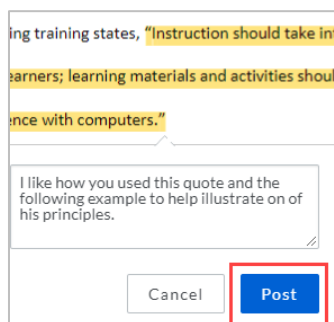 ing training states, "Instruction should take in
earners; learning materials and activities shoul
ence with computers."
I like how you used this quote and the
following example to help illustrate on of
his principles.
Cancel
Post